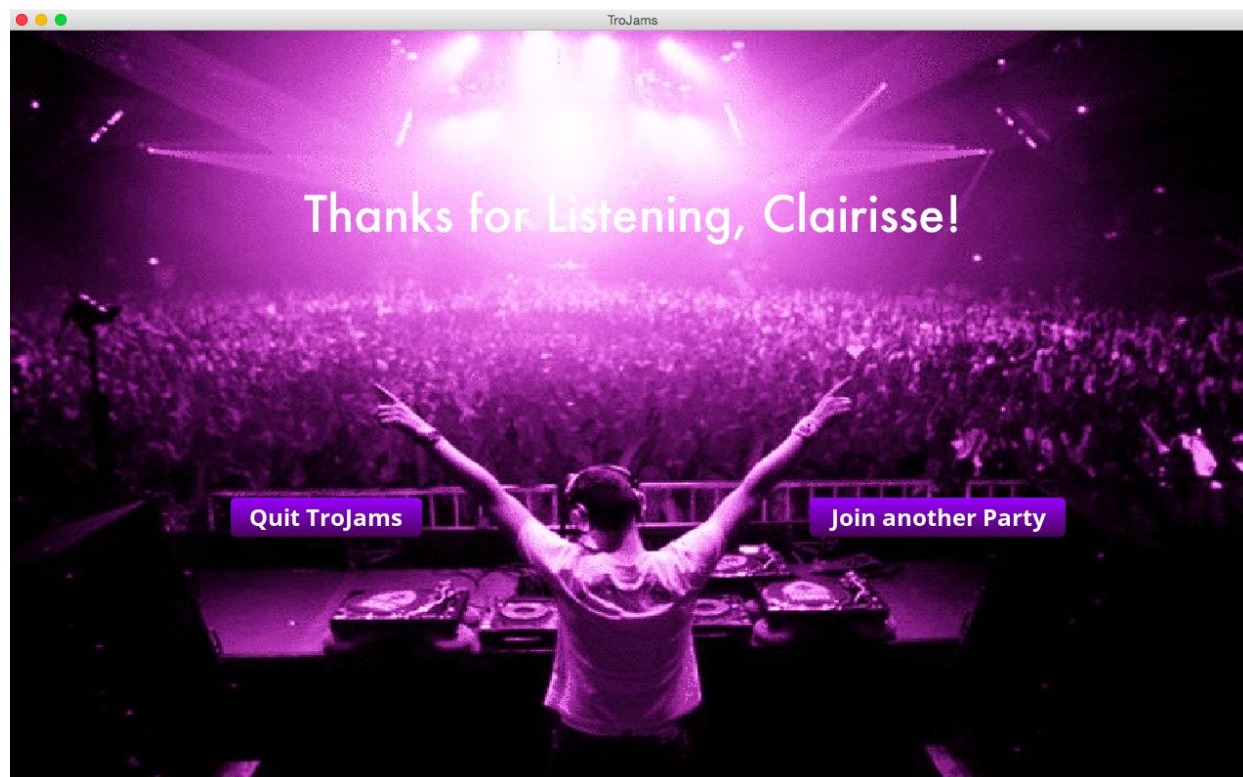 TroJams
Thanks for Listening, Clairisse!
Quit TroJams
Join another Party